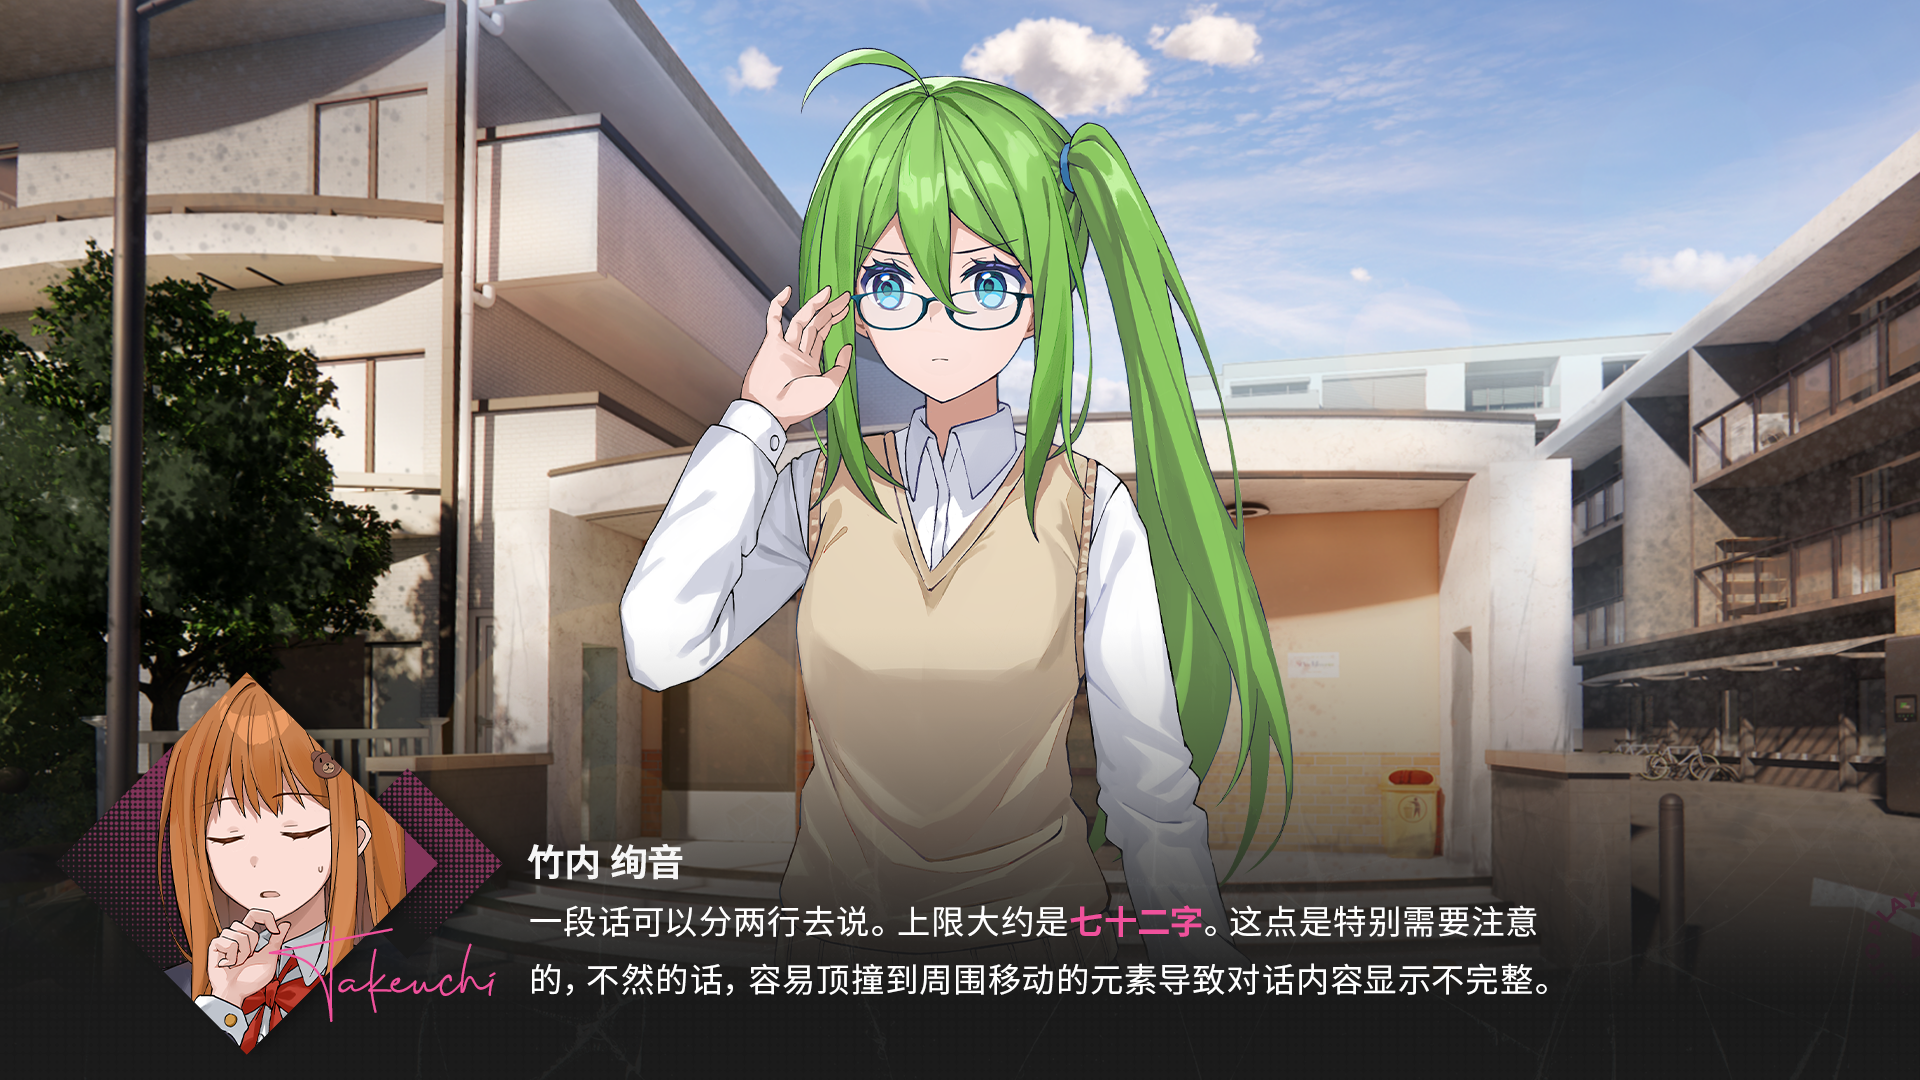 竹内 绚音
一段话可以分两行去说。上限大约是七十二字。这点是特别需要注意
的，不然的话，容易顶撞到周围移动的元素导致对话内容显示不完整。
Takeuchi